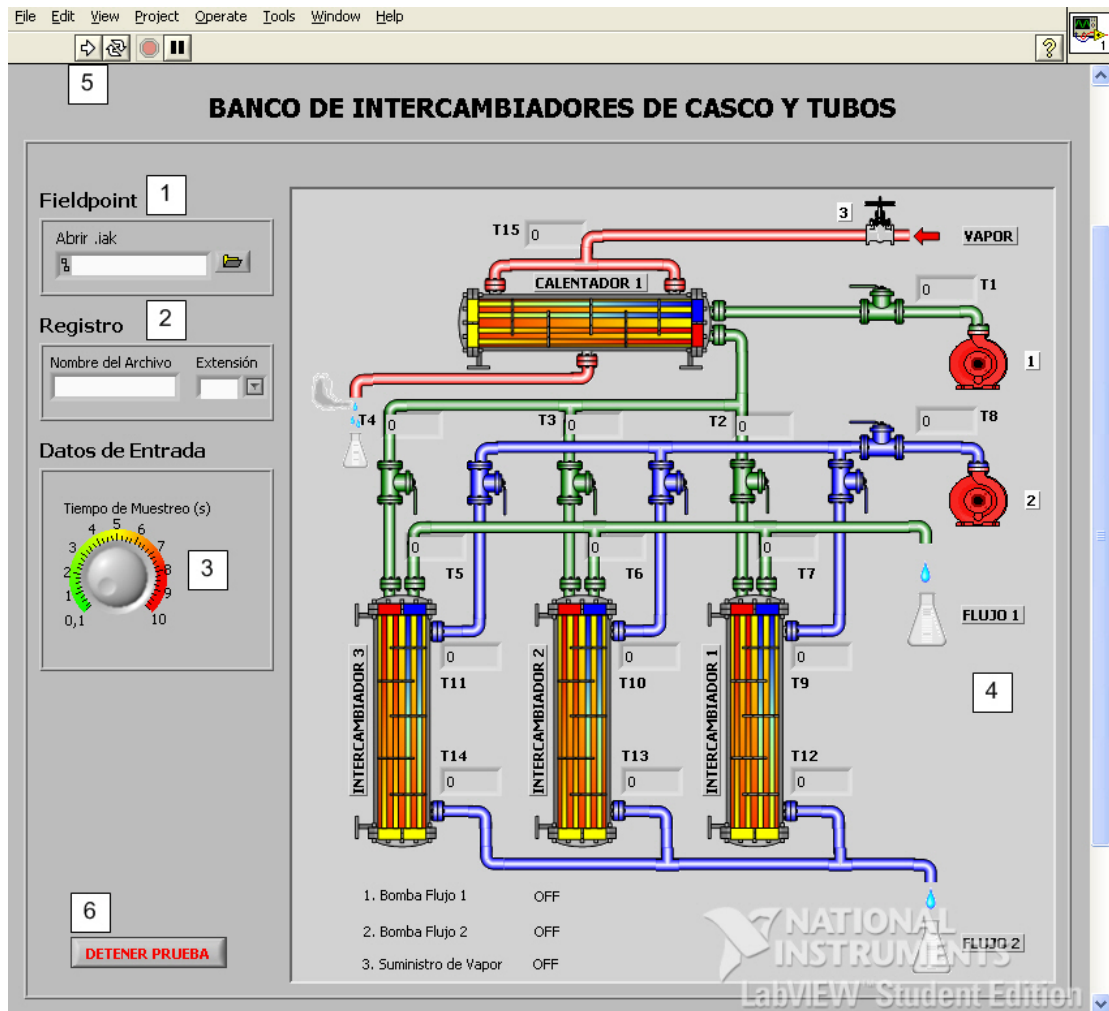 File Edit View Project Operate Tools Window Help
1
5
BANCO DE INTERCAMBIADORES DE CASCO Y TUBOS
Fieldpoint 1
Abrir .iak
Registro 2
Nombre del Archivo Extensión
Datos de Entrada
Tiempo de Muestreo (s)
0,1 1 2 3 4 5 6 7 8 9 10
3
6
DETENER PRUEBA
T15 0
3
VAPOR
CALENTADOR 1
0 T1
1
T4 0
T3 0
T2 0
0 T8
2
0 T5
0 T6
0 T7
FLUJO 1
INTERCAMBIADOR 3
0
T11
T14
0
INTERCAMBIADOR 2
0
T10
T13
0
INTERCAMBIADOR 1
0
T9
T12
0
4
1. Bomba Flujo 1 OFF
2. Bomba Flujo 2 OFF
3. Suministro de Vapor OFF
FLUJO 2
NATIONAL
INSTRUMENTS
LabVIEW™ Student Edition